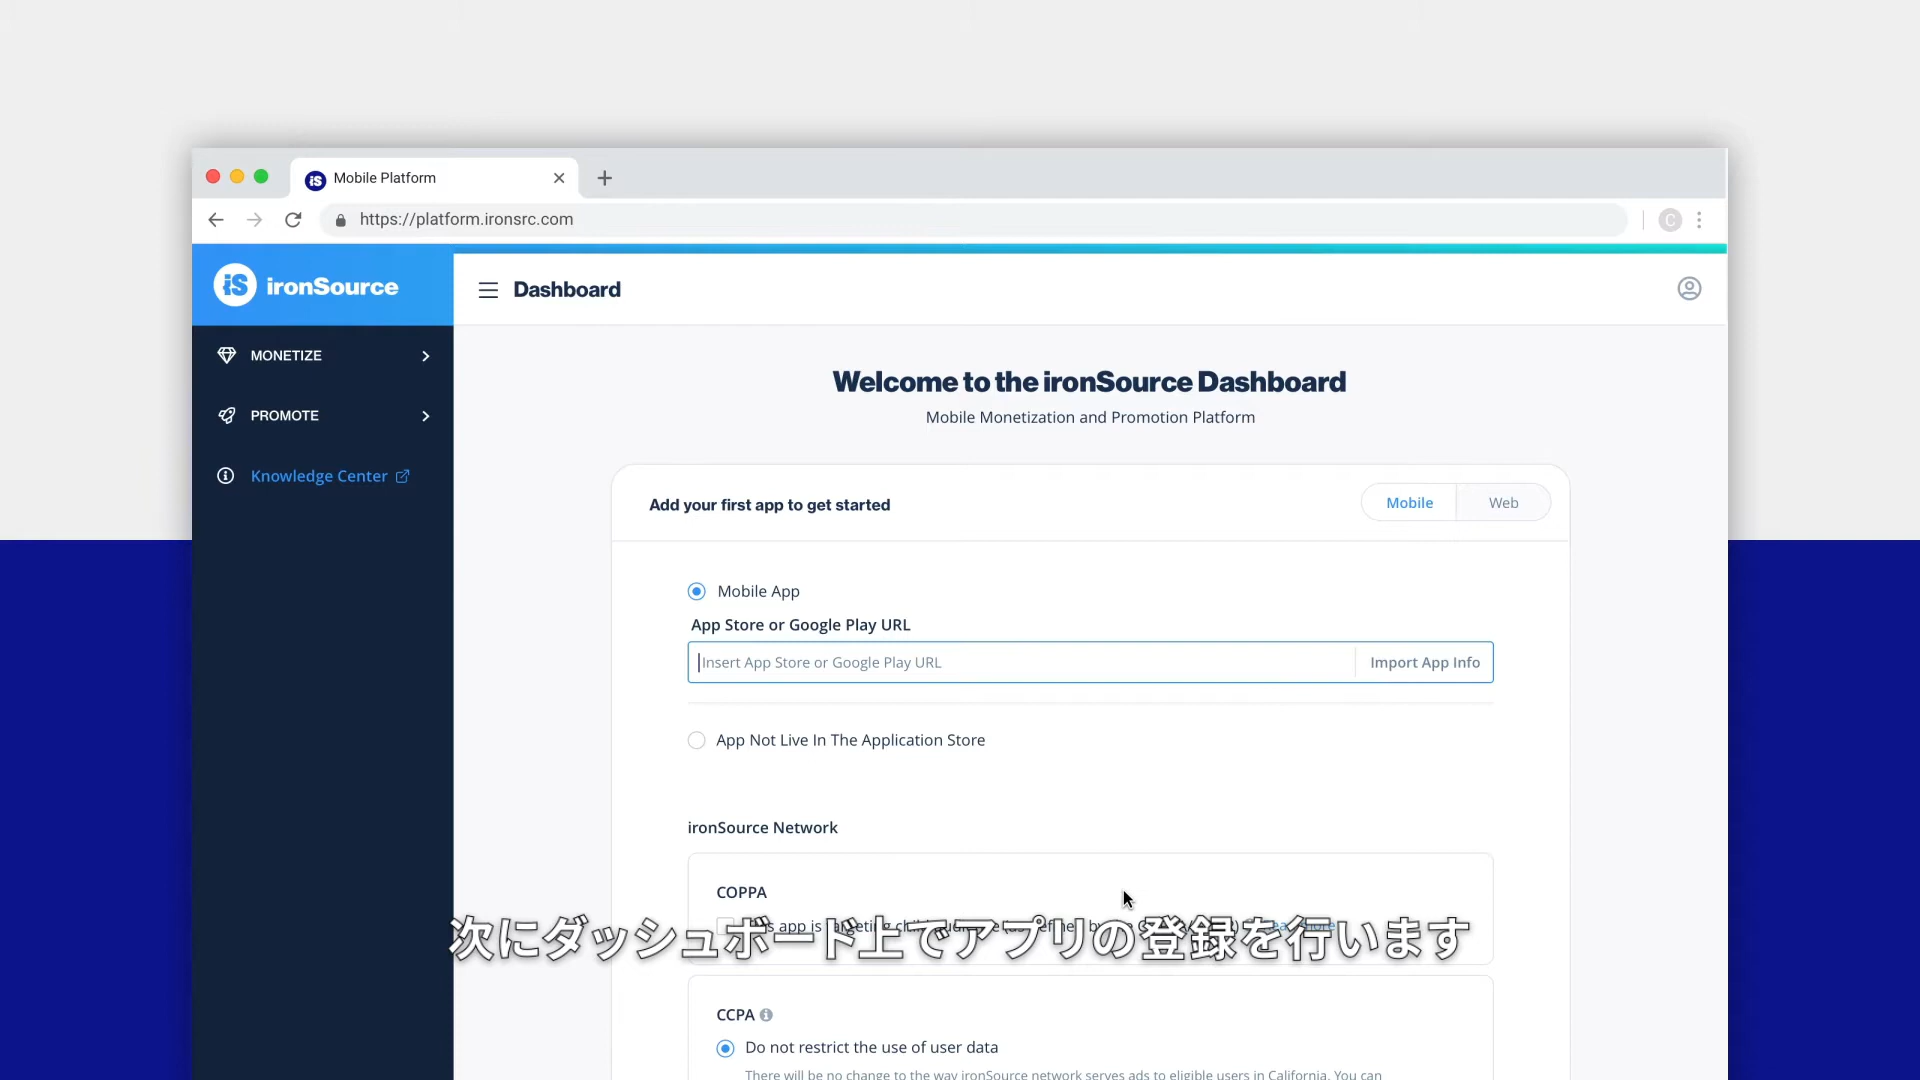 Mobile Platform
https://platform.ironsrc.com
C
iS ironSource
Dashboard
MONETIZE
PROMOTE
Knowledge Center
Welcome to the ironSource Dashboard
Mobile Monetization and Promotion Platform
Add your first app to get started
Mobile
Web
Mobile App
App Store or Google Play URL
Insert App Store or Google Play URL
Import App Info
App Not Live In The Application Store
ironSource Network
COPPA
app is
次にダッシュボード上でアプリの登録を行います
CCPA
Do not restrict the use of user data
There will be no change to the way ironSource network serves ads to eligible users in California. You can